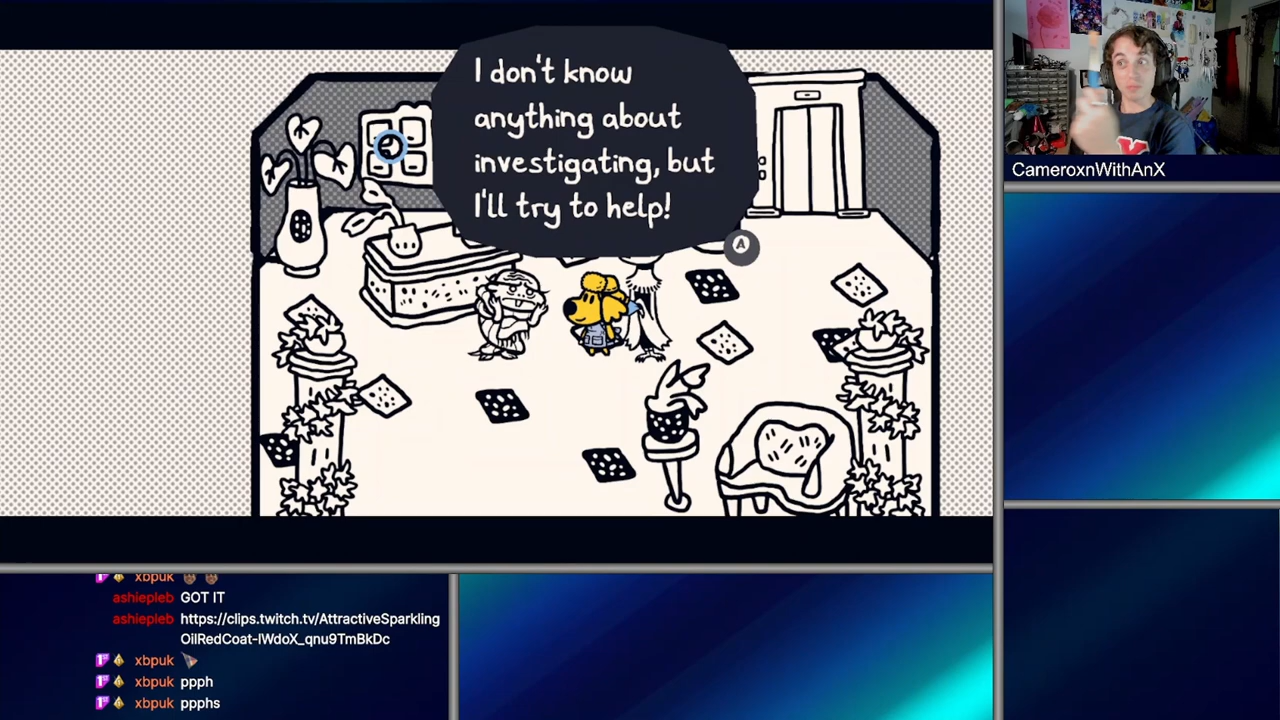 I don't know
anything about
investigating, but
I'll try to help!
A
CameroxnWithAnX
xbpuk
ashiepleb GOT IT
ashiepleb https://clips.twitch.tv/AttractiveSparkling
OilRedCoat-IWdoX_qnu9TmBkDc
xbpuk
xbpuk ppph
xbpuk ppphs